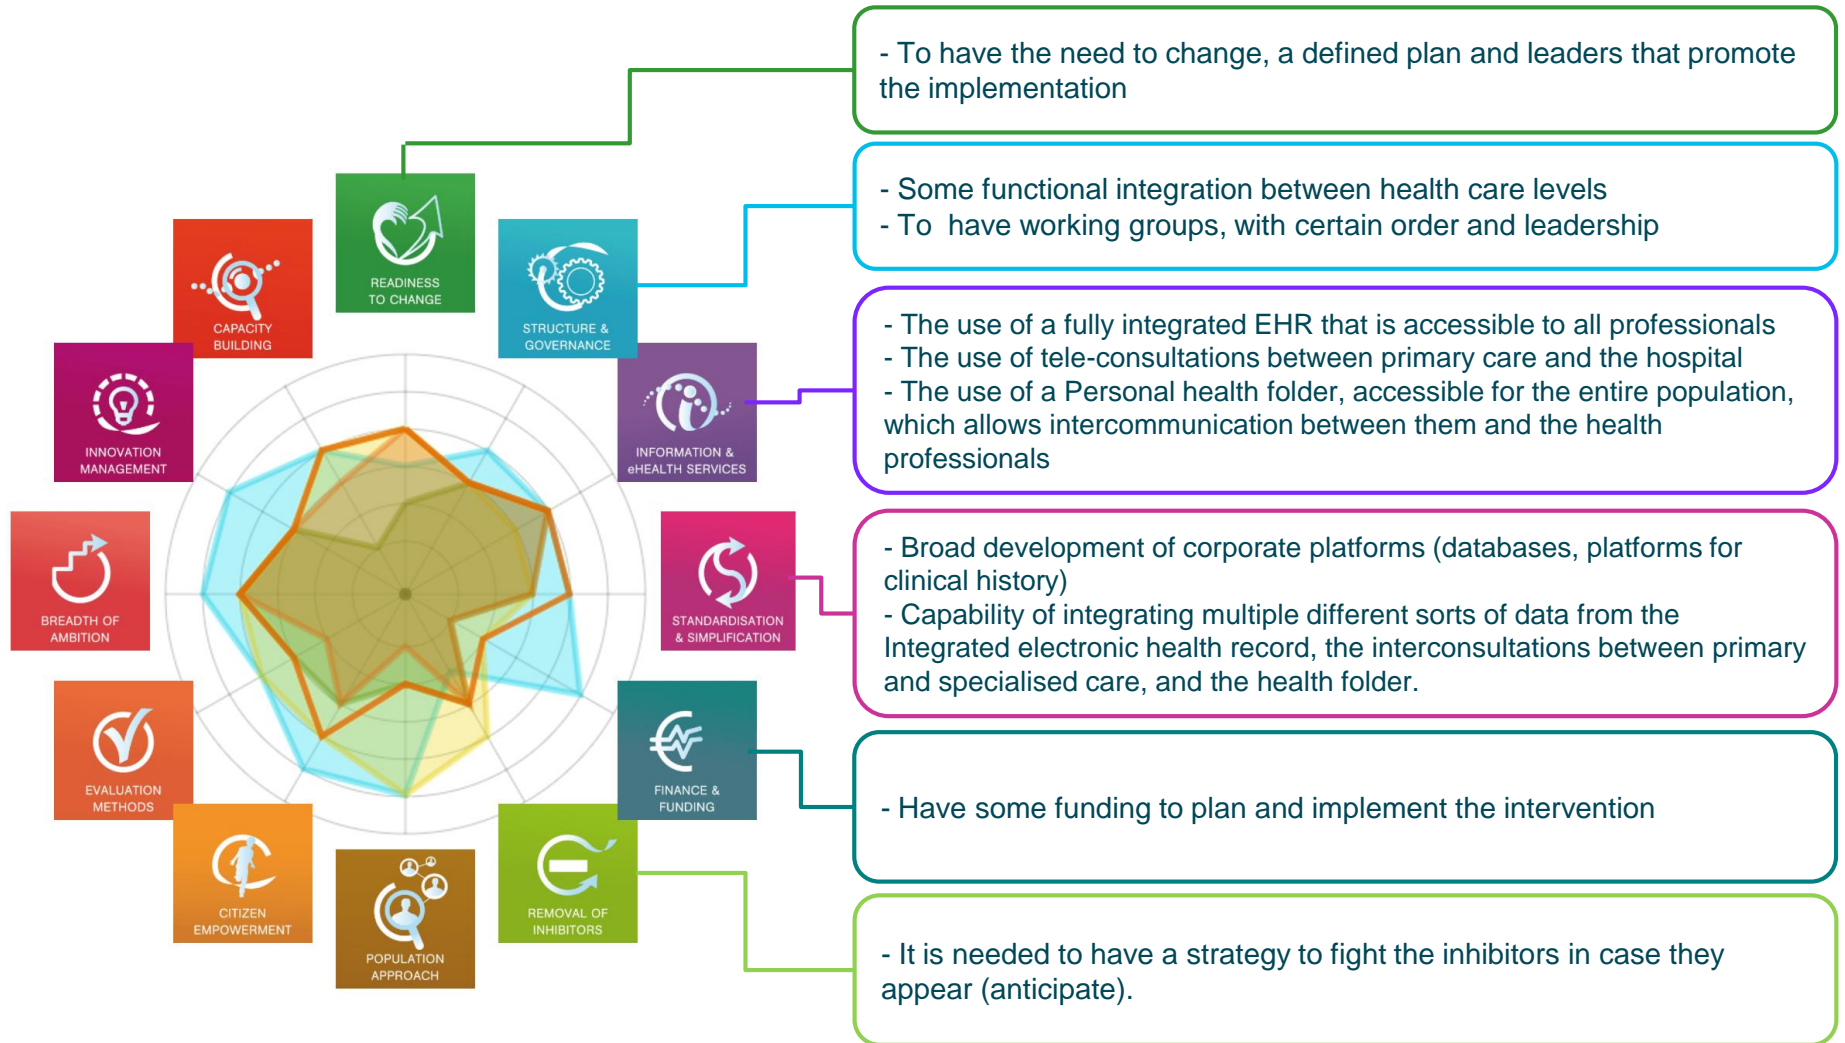 - To have the need to change, a defined plan and leaders that promote
the implementation
- Some functional integration between health care levels
- To  have working groups, with certain order and leadership
- The use of a fully integrated EHR that is accessible to all professionals
- The use of tele-consultations between primary care and the hospital
- The use of a Personal health folder, accessible for the entire population,
which allows intercommunication between them and the health
professionals
- Broad development of corporate platforms (databases, platforms for
clinical history)
- Capability of integrating multiple different sorts of data from the
Integrated electronic health record, the interconsultations between primary
and specialised care, and the health folder.
- Have some funding to plan and implement the intervention
- It is needed to have a strategy to fight the inhibitors in case they
appear (anticipate).
READINESS
TO CHANGE
STRUCTURE &
GOVERNANCE
INFORMATION &
eHEALTH SERVICES
STANDARDISATION
& SIMPLIFICATION
FINANCE &
FUNDING
REMOVAL OF
INHIBITORS
POPULATION
APPROACH
CITIZEN
EMPOWERMENT
EVALUATION
METHODS
BREADTH OF
AMBITION
INNOVATION
MANAGEMENT
CAPACITY
BUILDING